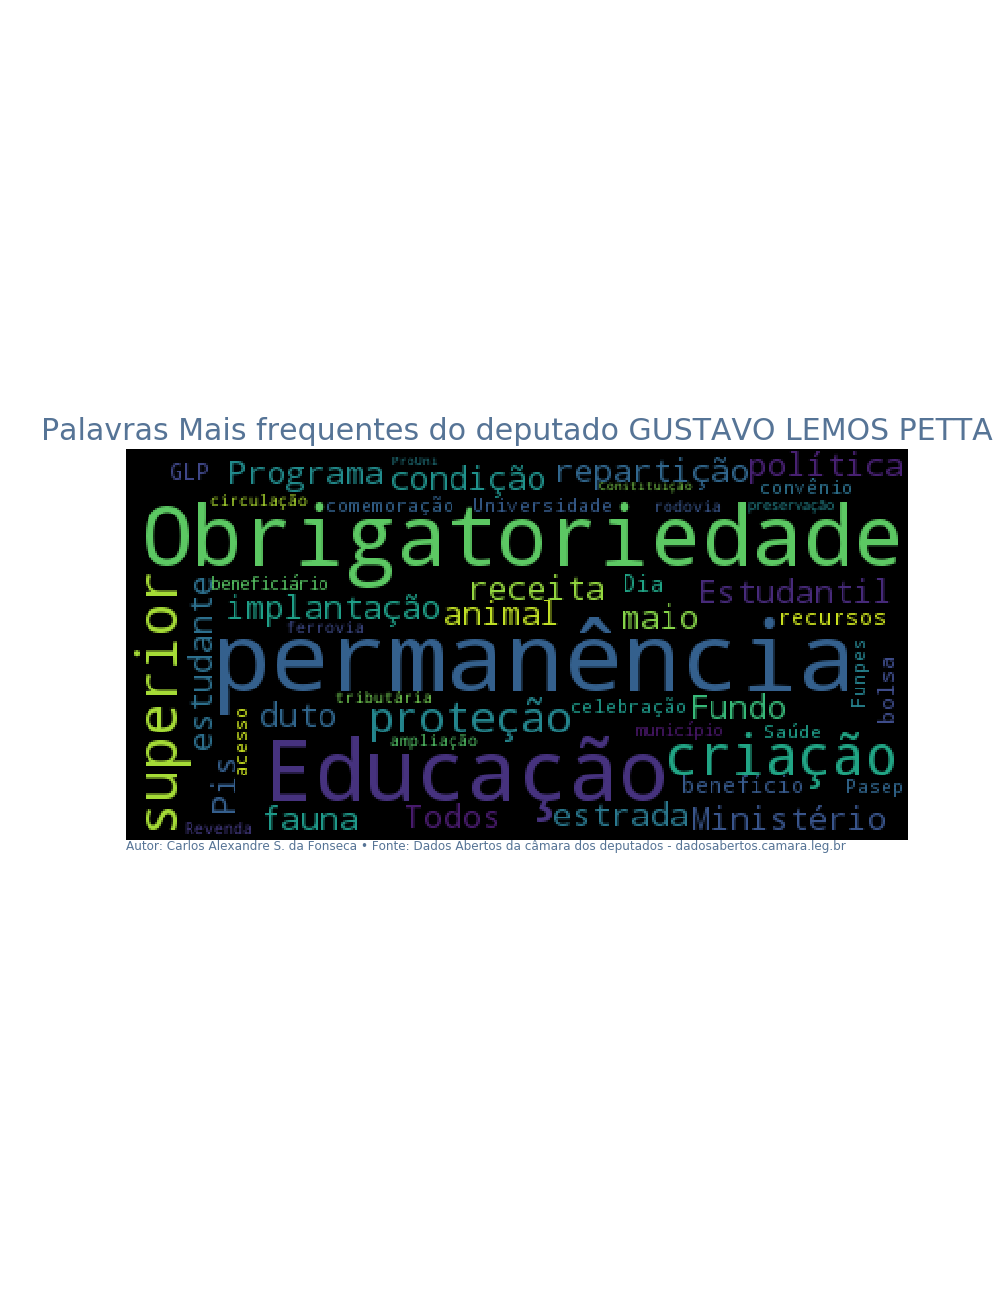 Palavras Mais frequentes do deputado GUSTAVO LEMOS PETTA
GLP
Programa
ProUni
condição
repartição
política
Constituição
convênio
circulação
comemoração
Universidade
rodovia
preservação
Obrigatoriedade
superior
estudante
beneficiário
receita
Dia
Estudantil
implantação
animal
maio
recursos
ferrovia
permanência
Funpes
bolsa
tributária
duto
proteção
celebração
Fundo
acesso
município
Saúde
ampliação
Educação
criação
Pis
benefício
Pasep
Revenda
fauna
Todos
estrada
Ministério
Autor: Carlos Alexandre S. da Fonseca • Fonte: Dados Abertos da câmara dos deputados - dadosabertos.camara.leg.br